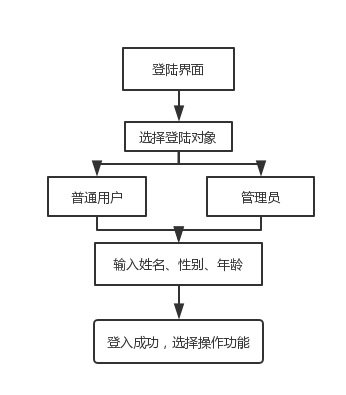 登陆界面
选择登陆对象
普通用户
管理员
输入姓名、性别、年龄
登入成功，选择操作功能